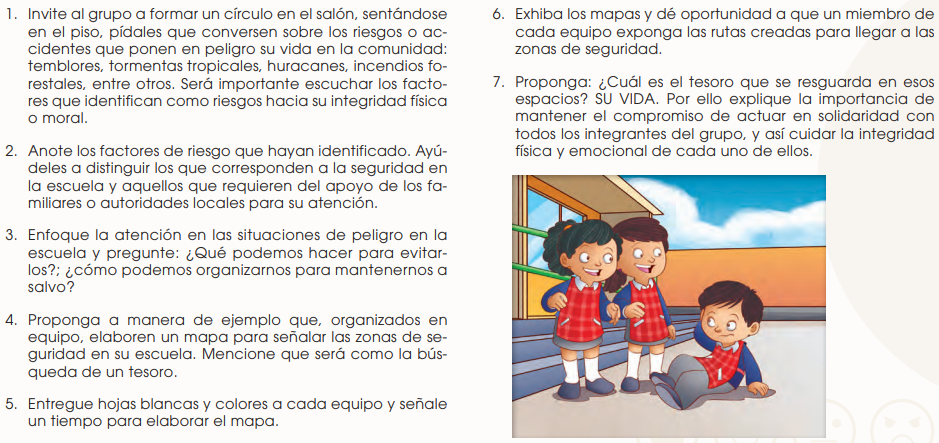 1. Invite al grupo a formar un círculo en el salón, sentándose
en el piso, pídales que conversen sobre los riesgos o ac-
cidentes que ponen en peligro su vida en la comunidad:
temblores, tormentas tropicales, huracanes, incendios fo-
restales, entre otros. Será importante escuchar los facto-
res que identifican como riesgos hacia su integridad física
o moral.
2. Anote los factores de riesgo que hayan identificado. Ayú-
deles a distinguir los que corresponden a la seguridad en
la escuela y aquellos que requieren del apoyo de los fa-
miliares o autoridades locales para su atención.
3. Enfoque la atención en las situaciones de peligro en la
escuela y pregunte: ¿Qué podemos hacer para evitar-
los?; ¿cómo podemos organizarnos para mantenernos a
salvo?
4. Proponga a manera de ejemplo que, organizados en
equipo, elaboren un mapa para señalar las zonas de se-
guridad en su escuela. Mencione que será como la bús-
queda de un tesoro.
5. Entregue hojas blancas y colores a cada equipo y señale
un tiempo para elaborar el mapa.
6. Exhiba los mapas y dé oportunidad a que un miembro de
cada equipo exponga las rutas creadas para llegar a las
zonas de seguridad.
7. Proponga: ¿Cuál es el tesoro que se resguarda en esos
espacios? SU VIDA. Por ello explique la importancia de
mantener el compromiso de actuar en solidaridad con
todos los integrantes del grupo, y así cuidar la integridad
física y emocional de cada uno de ellos.